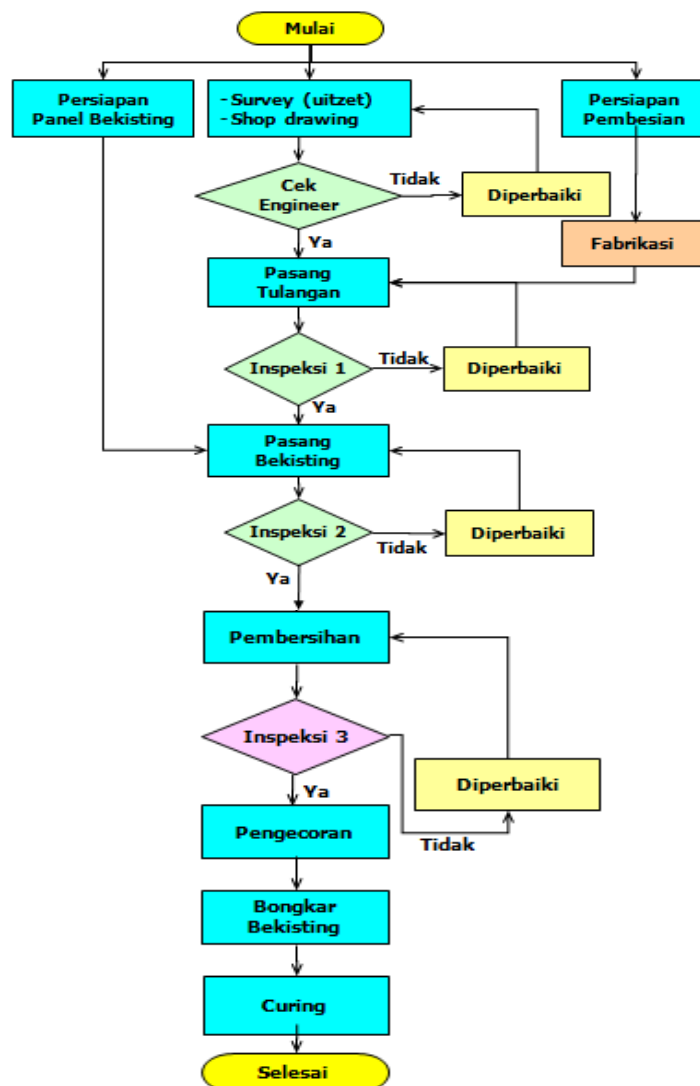 Mulai
Persiapan
Panel Bekisting
- Survey (uitzet)
- Shop drawing
Persiapan
Pembesian
Cek
Engineer
Tidak
Diperbaiki
Ya
Fabrikasi
Pasang
Tulangan
Inspeksi 1
Tidak
Diperbaiki
Ya
Pasang
Bekisting
Inspeksi 2
Tidak
Diperbaiki
Ya
Pembersihan
Inspeksi 3
Diperbaiki
Ya
Tidak
Pengecoran
Bongkar
Bekisting
Curing
Selesai